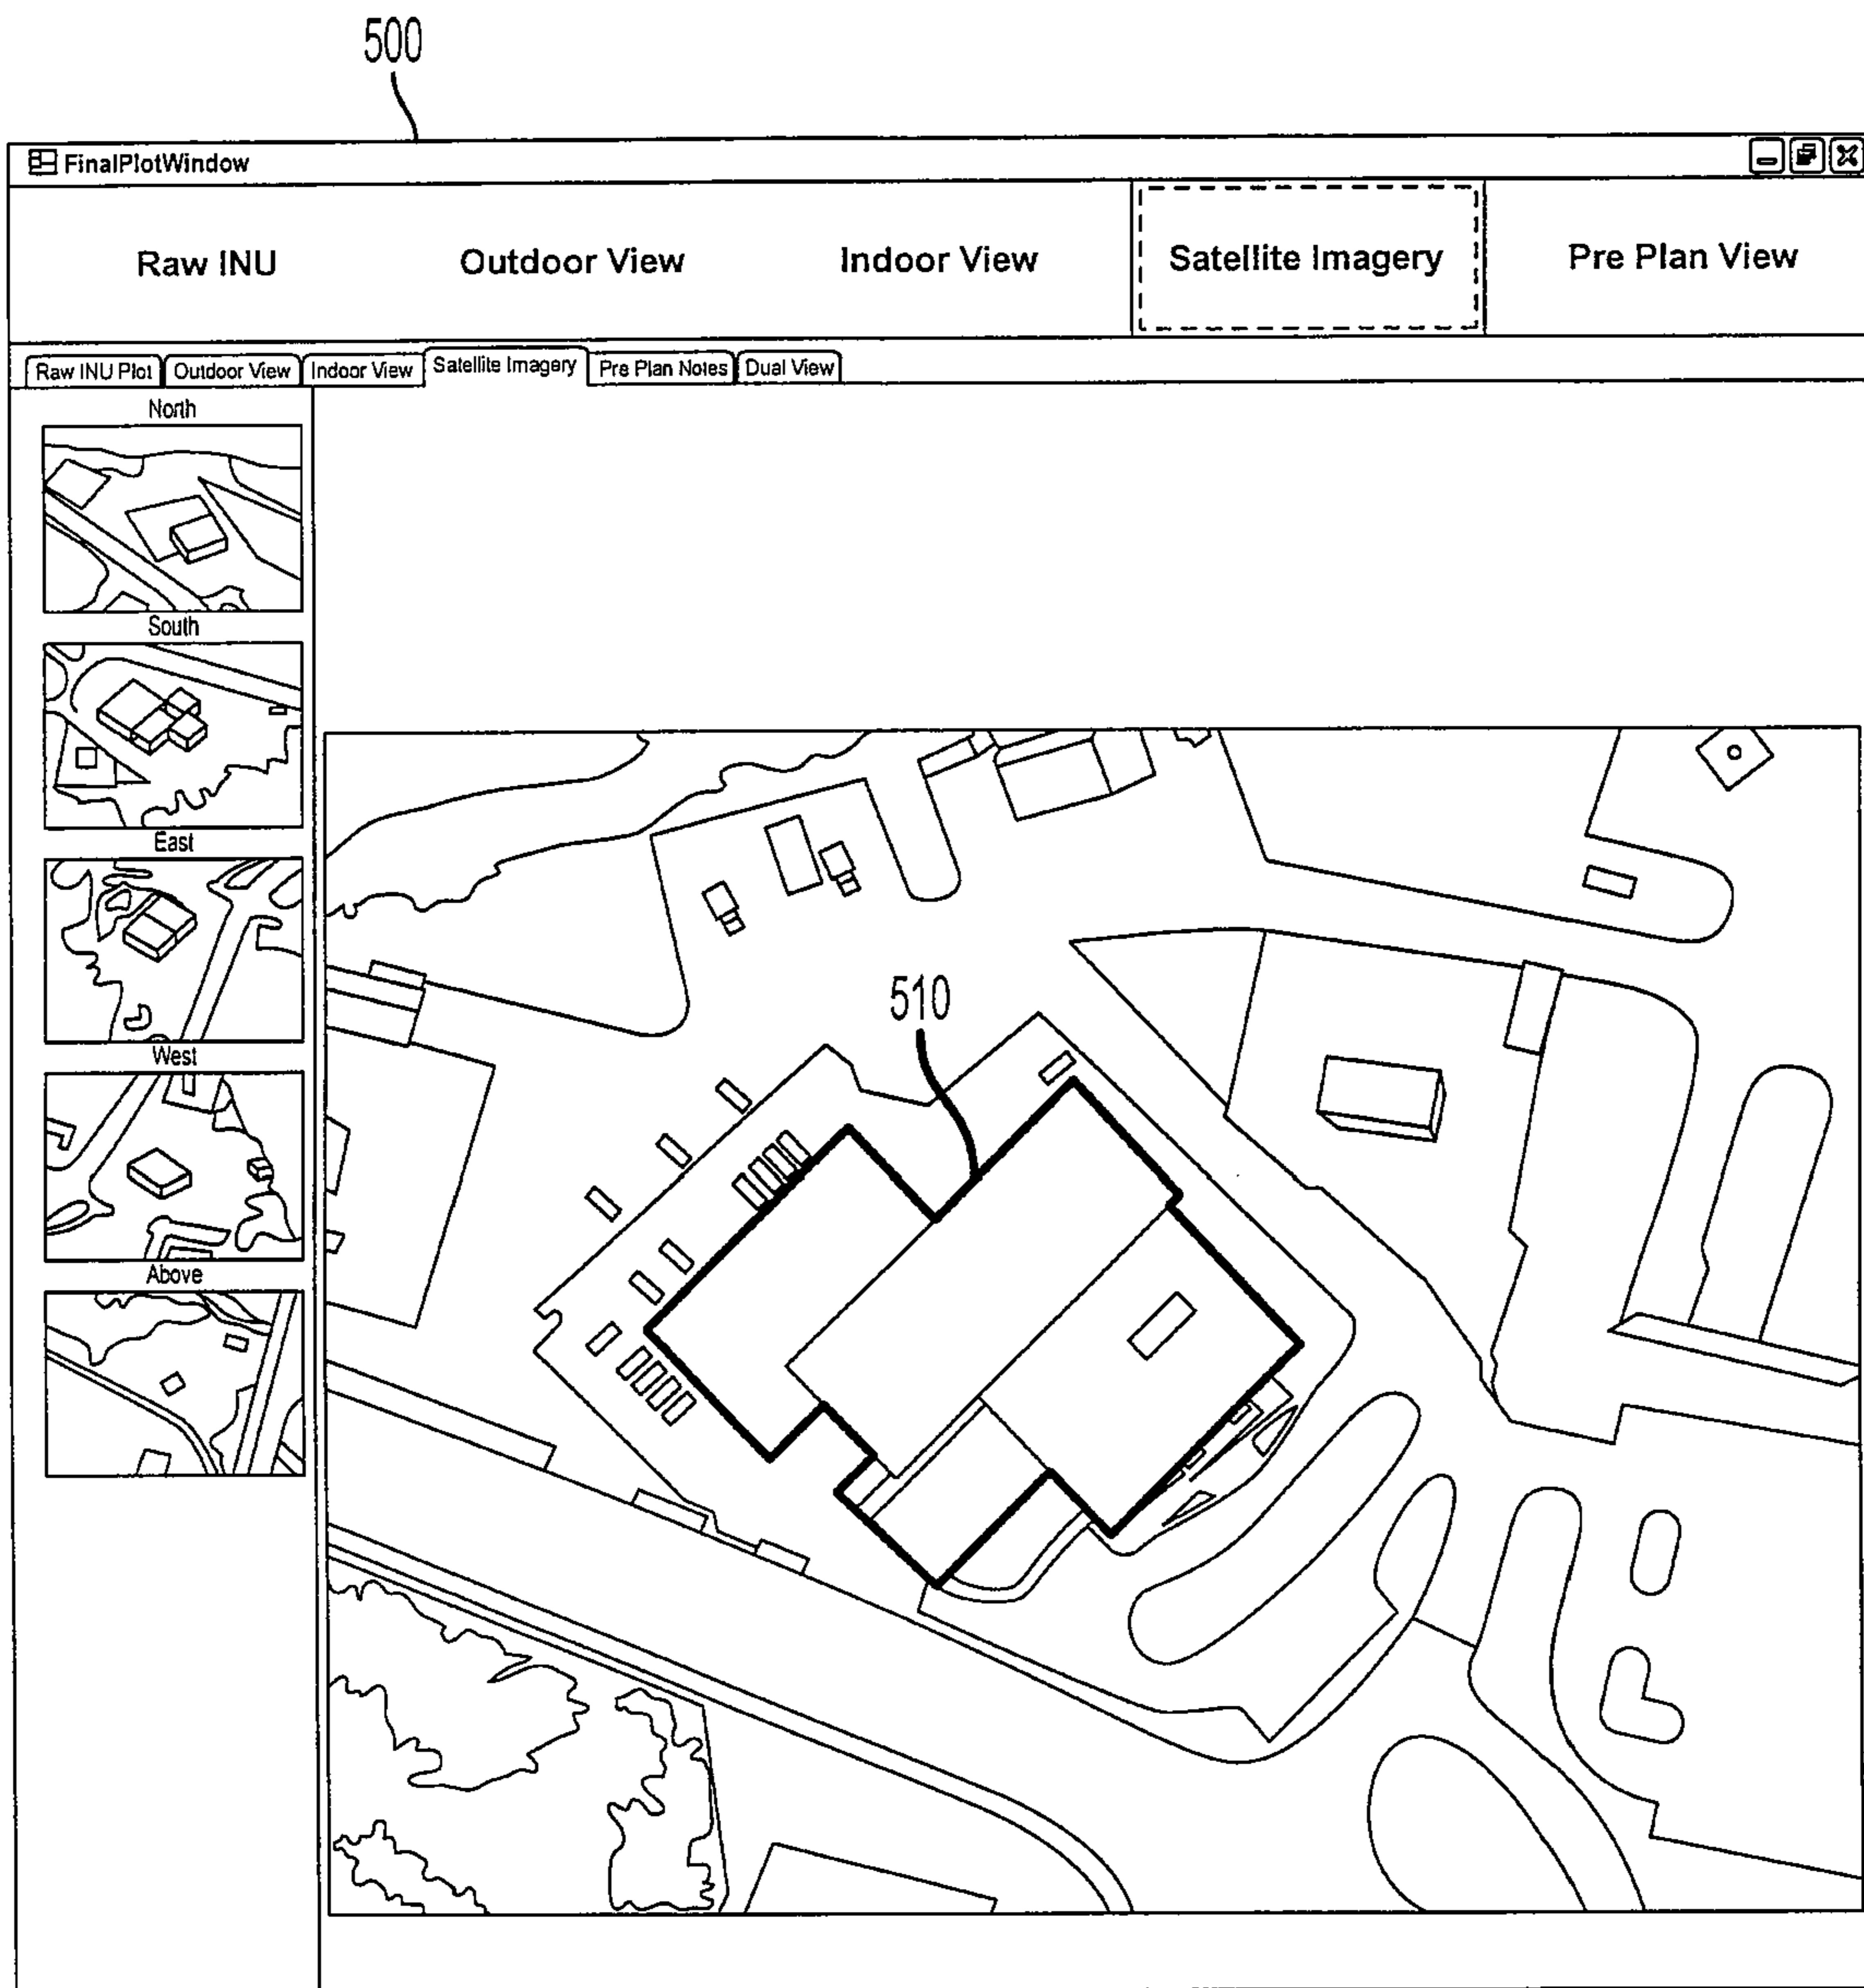 500
FinalPlotWindow
Raw INU Outdoor View Indoor View Satellite Imagery Pre Plan View
Raw INU Plot Outdoor View Indoor View Satellite Imagery Pre Plan Notes Dual View
North
South
East
West
Above
510